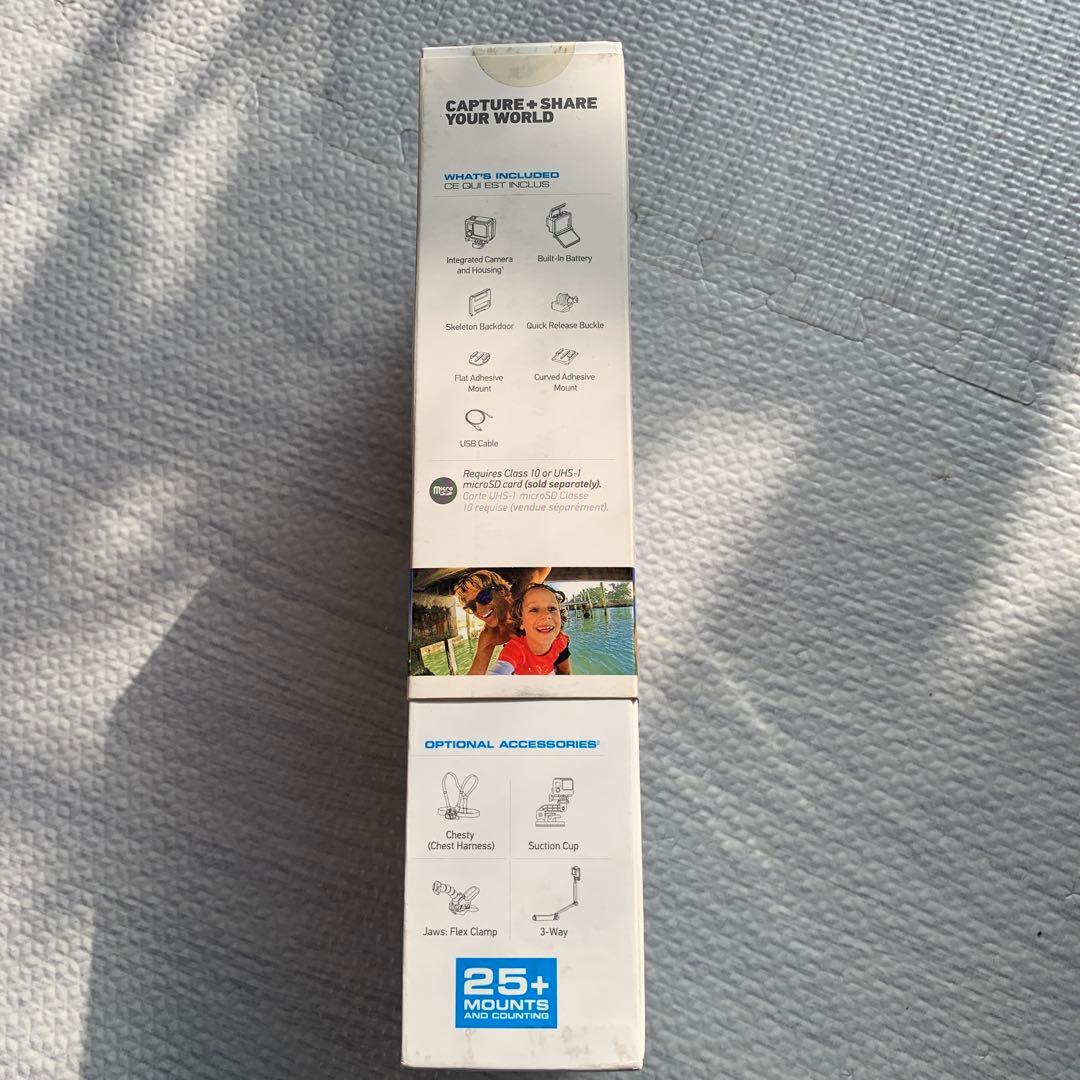 CAPTURE + SHARE
YOUR WORLD
WHAT'S INCLUDED
CE QUI EST INCLUS
Integrated Camera
and Housing¹
Built-In Battery
Skeleton Backdoor
Quick Release Buckle
Flat Adhesive
Mount
Curved Adhesive
Mount
USB Cable
micro
Requires Class 10 or UHS-1
microSD card (sold separately).
Carte UHS-1 microSD Classe
10 requise (vendue séparément).
OPTIONAL ACCESSORIES²
Chesty
(Chest Harness)
Suction Cup
Jaws: Flex Clamp
3-Way
25+
MOUNTS
AND COUNTING